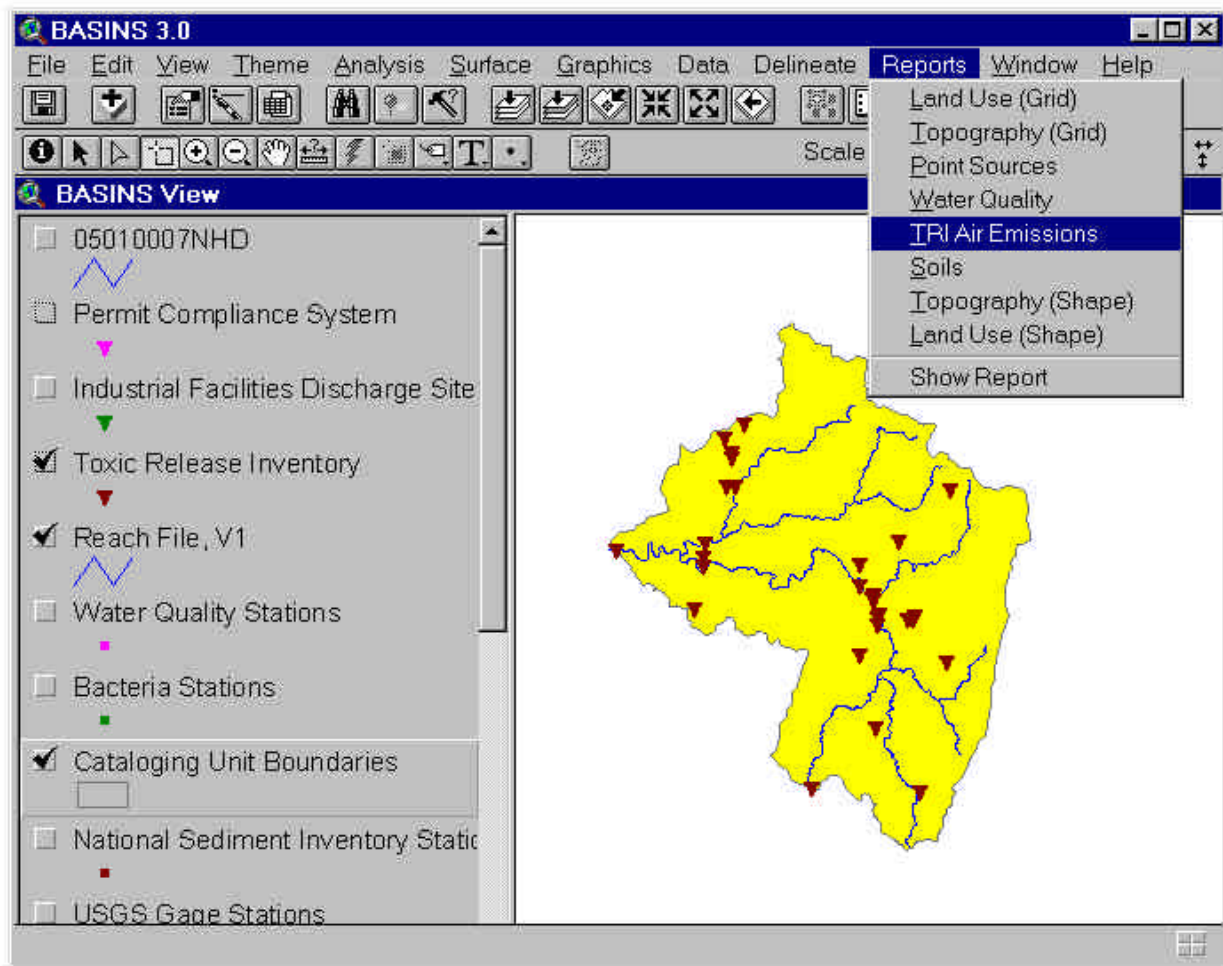 BASINS 3.0
File Edit View Theme Analysis Surface Graphics Data Delineate Reports Window Help
Land Use (Grid)
Topography (Grid)
Point Sources
Water Quality
TRI Air Emissions
Soils
Topography (Shape)
Land Use (Shape)
Show Report
T
Scale
BASINS View
05010007NHD
Permit Compliance System
Industrial Facilities Discharge Site
Toxic Release Inventory
Reach File, V1
Water Quality Stations
Bacteria Stations
Cataloging Unit Boundaries
National Sediment Inventory Static
USGS Gage Stations